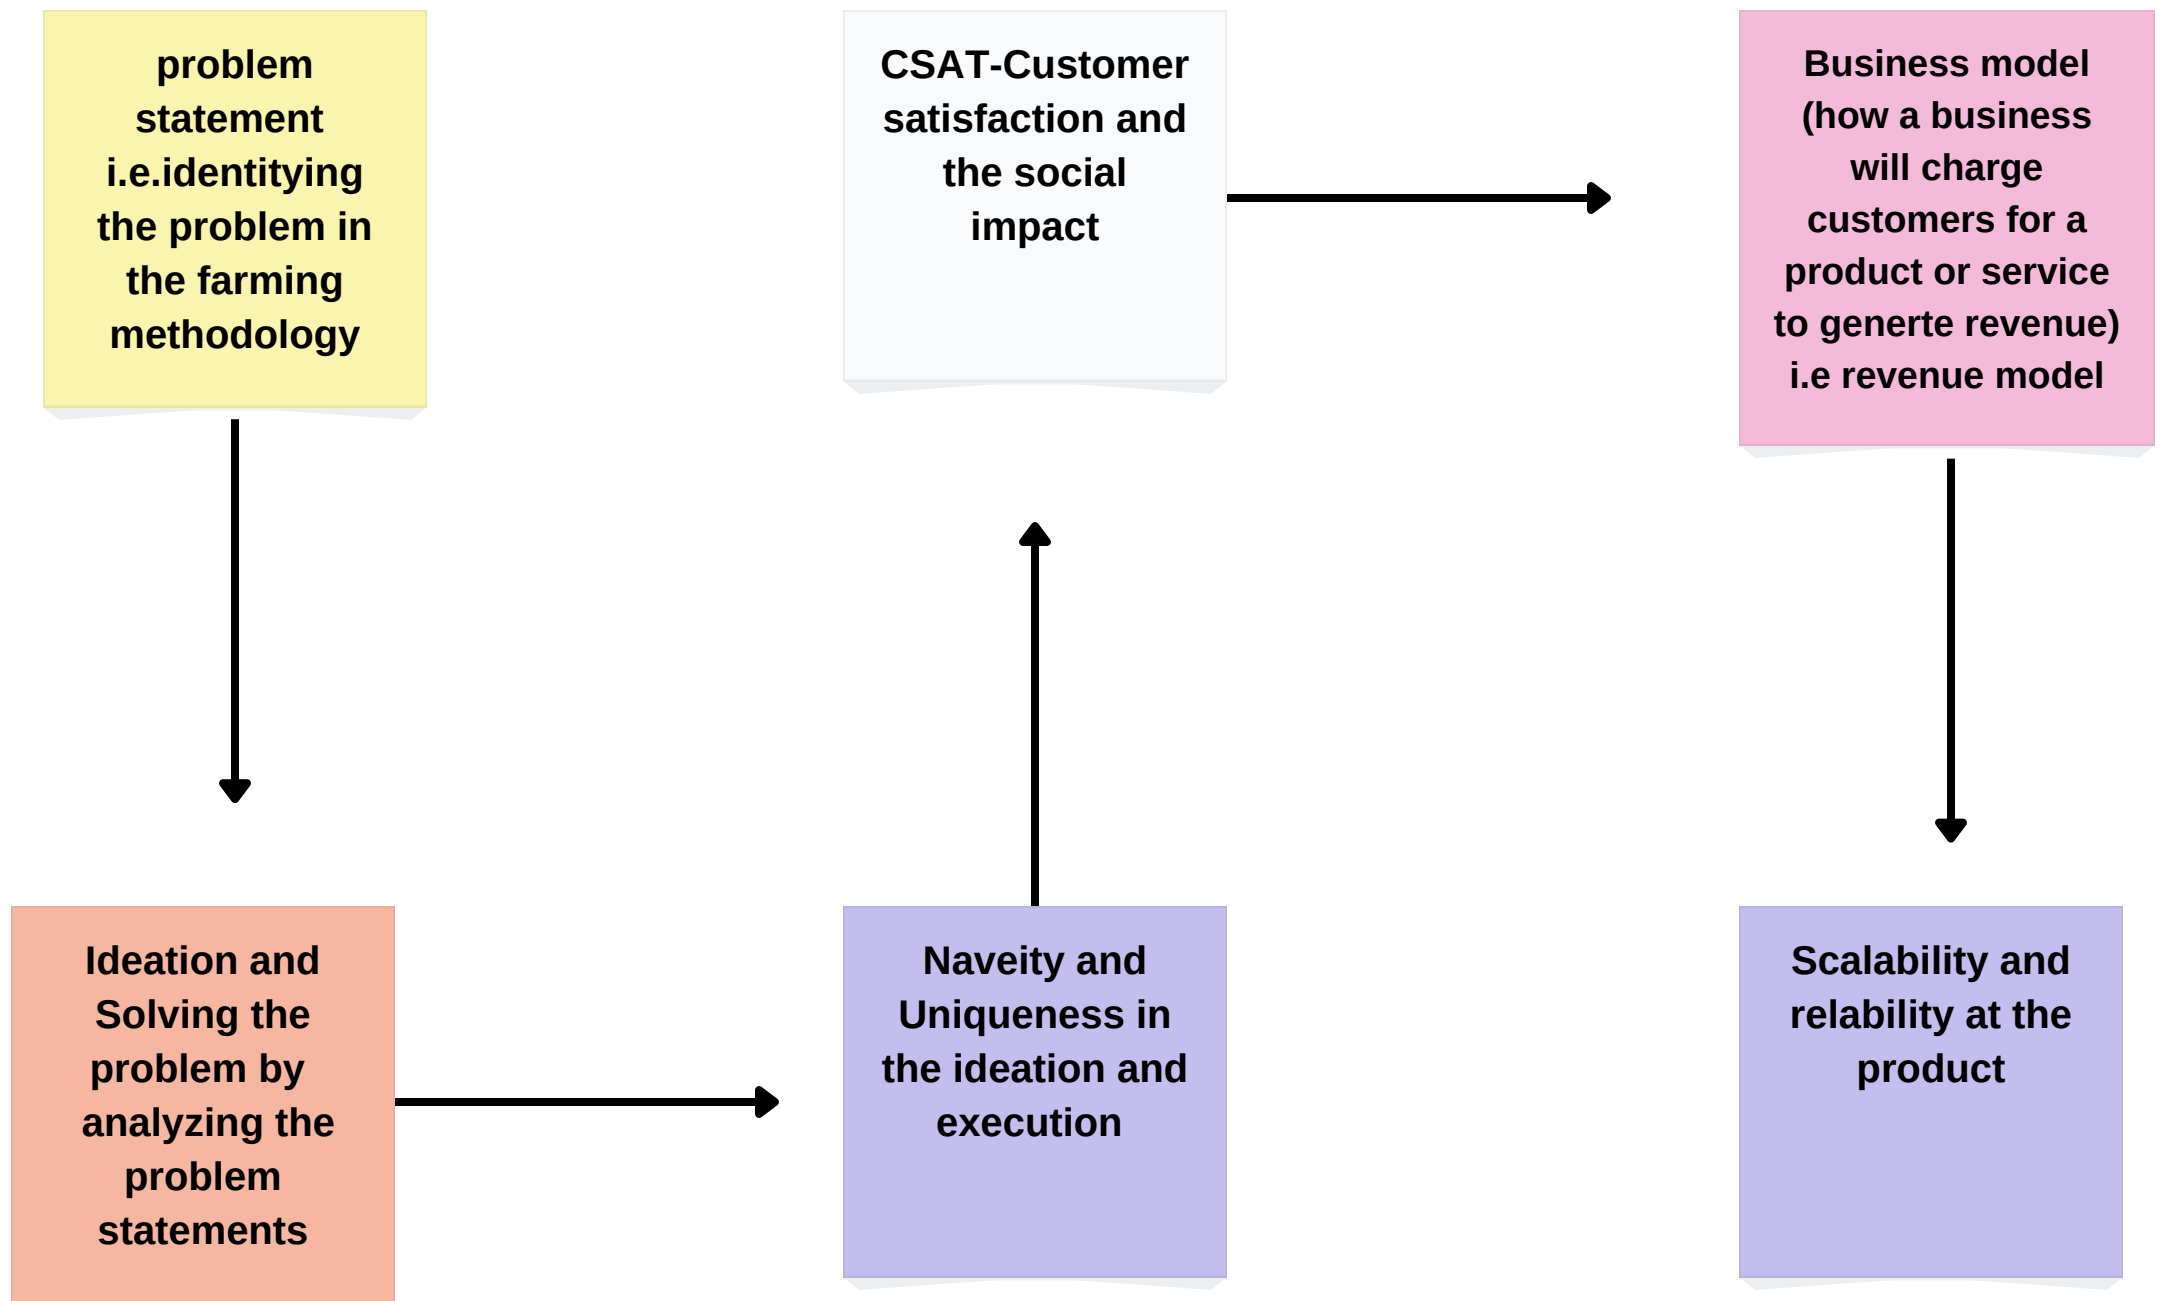 problem
statement
i.e.identitying
the problem in
the farming
methodology
Ideation and
Solving the
problem by
analyzing the
problem
statements
Naveity and
Uniqueness in
the ideation and
execution
CSAT-Customer
satisfaction and
the social
impact
Business model
(how a business
will charge
customers for a
product or service
to generte revenue)
i.e revenue model
Scalability and
relability at the
product